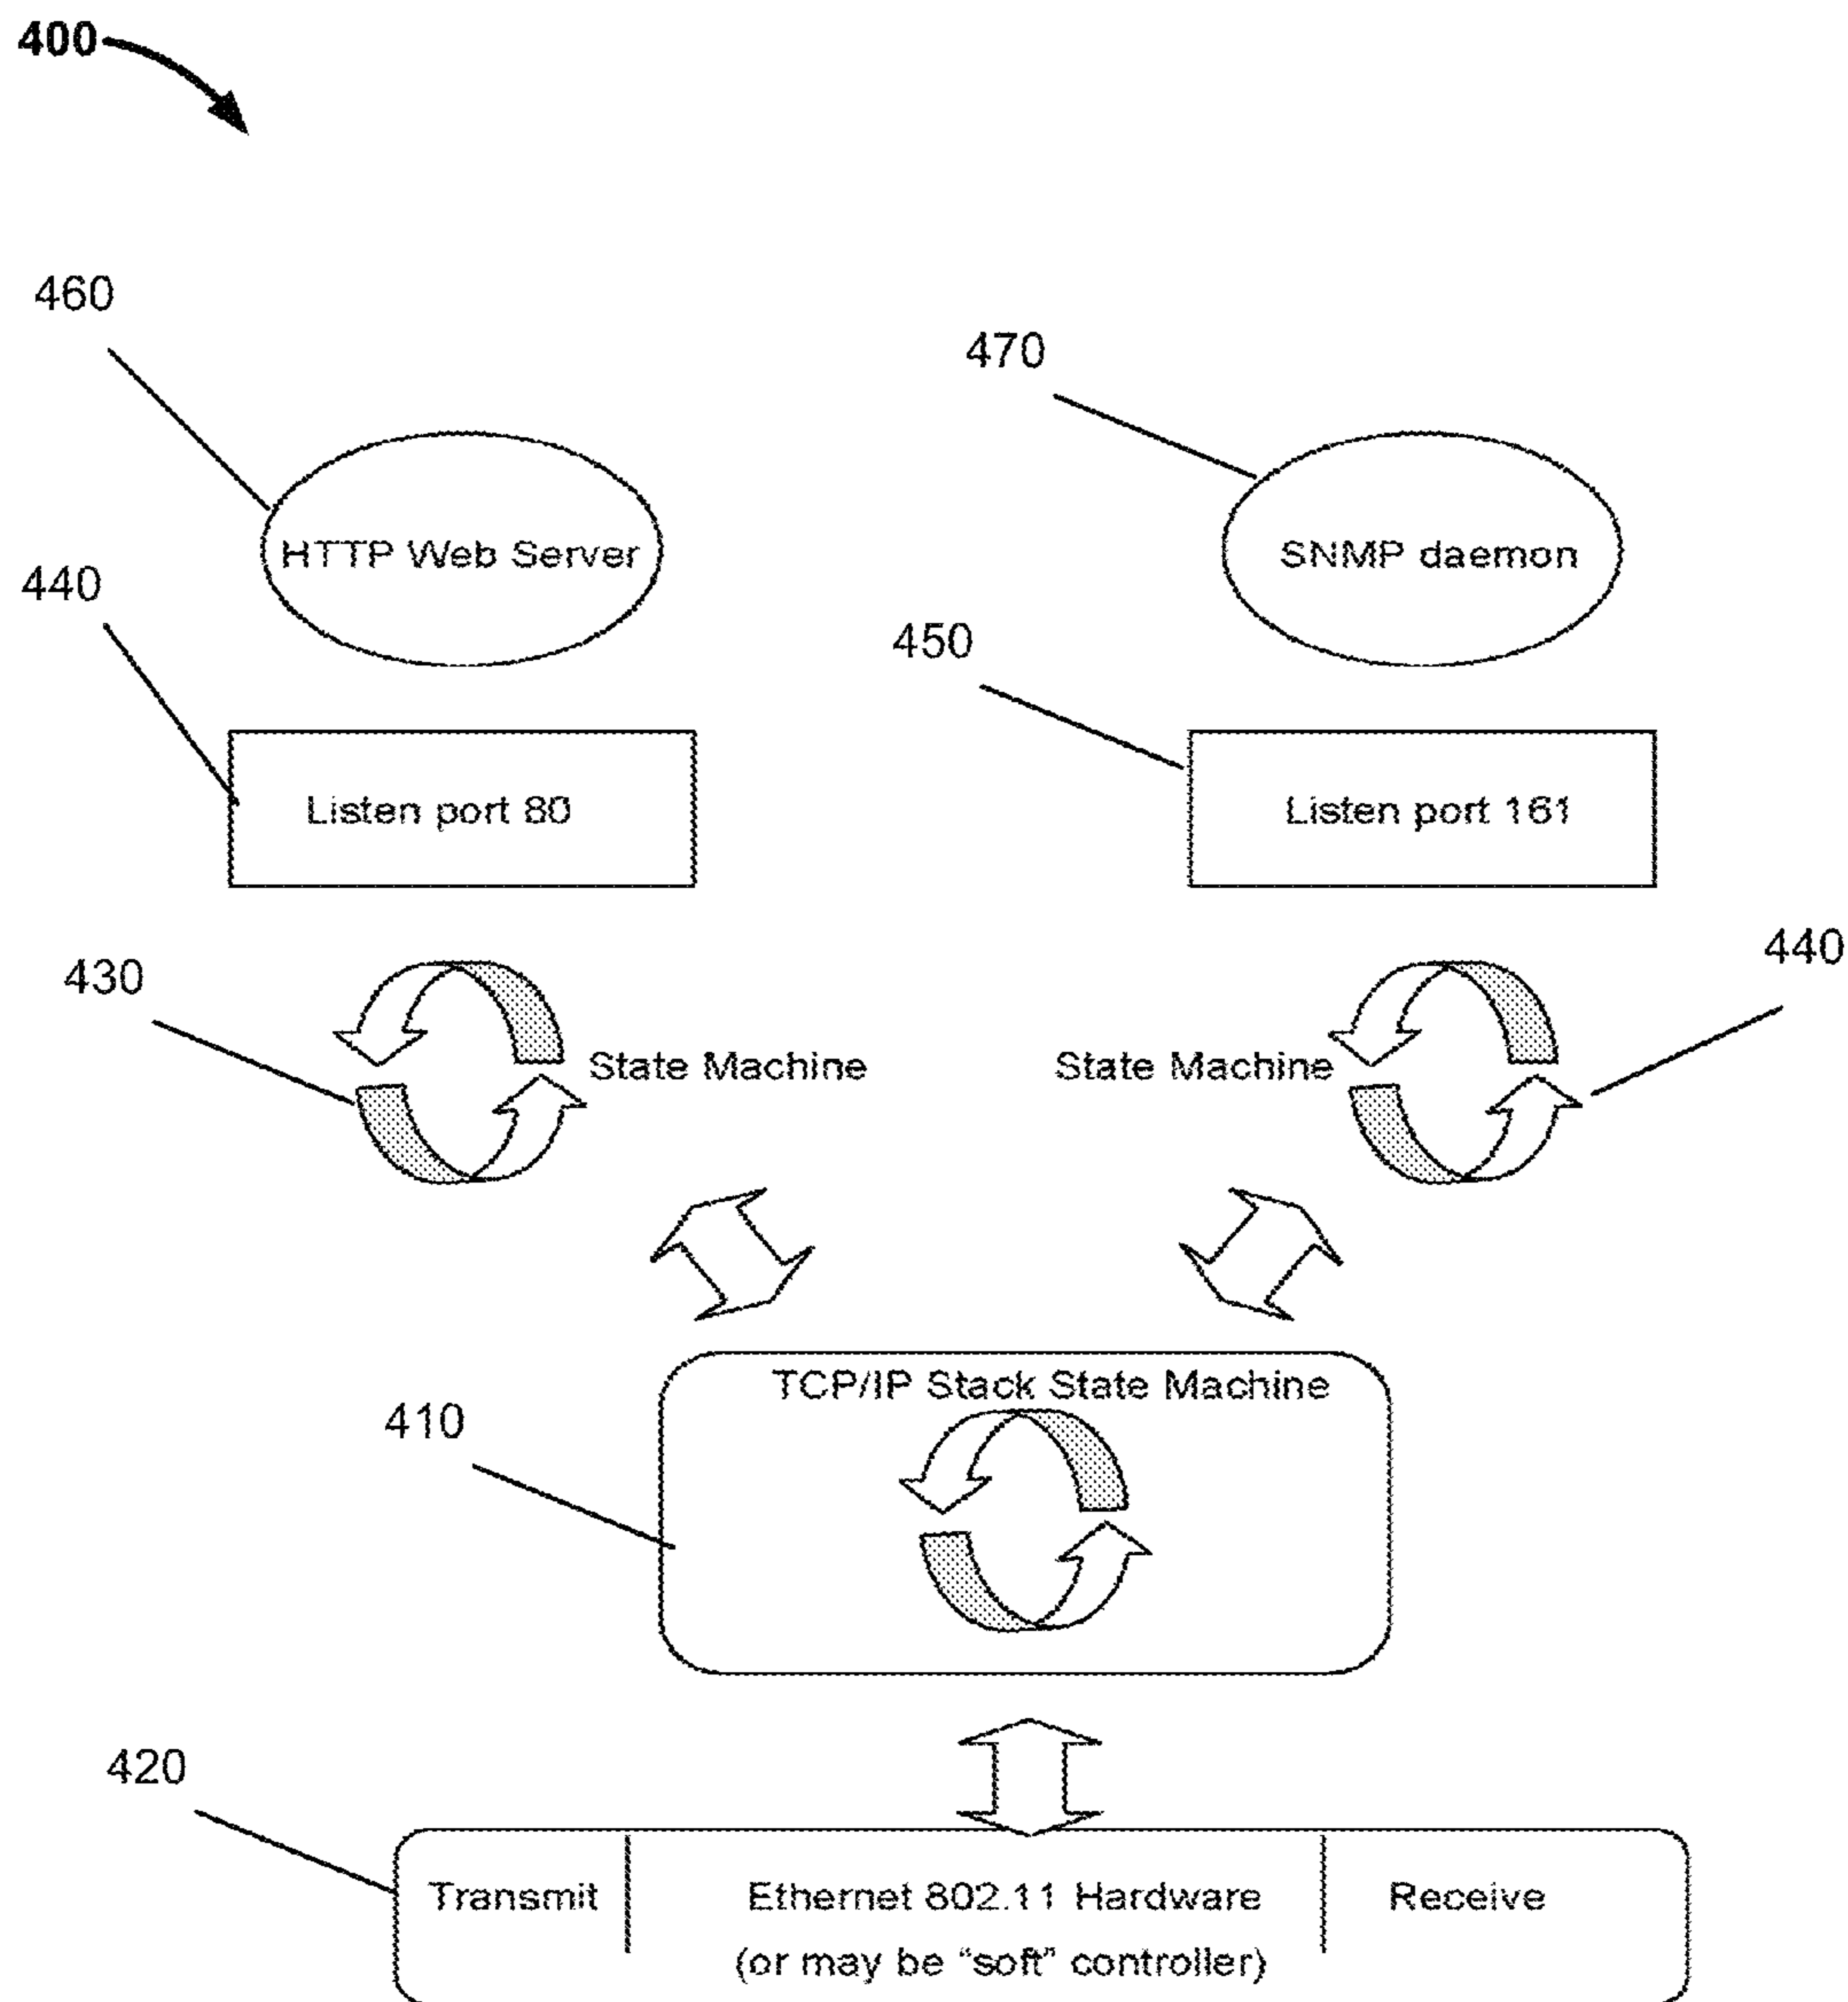 400
460
470
HTTP Web Server
SNMP daemon
440
450
Listen port 80
Listen port 161
430
440
State Machine
State Machine
TCP/IP Stack State Machine
410
420
Transmit
Ethernet 802.11 Hardware
Receive
(or may be "soft" controller)